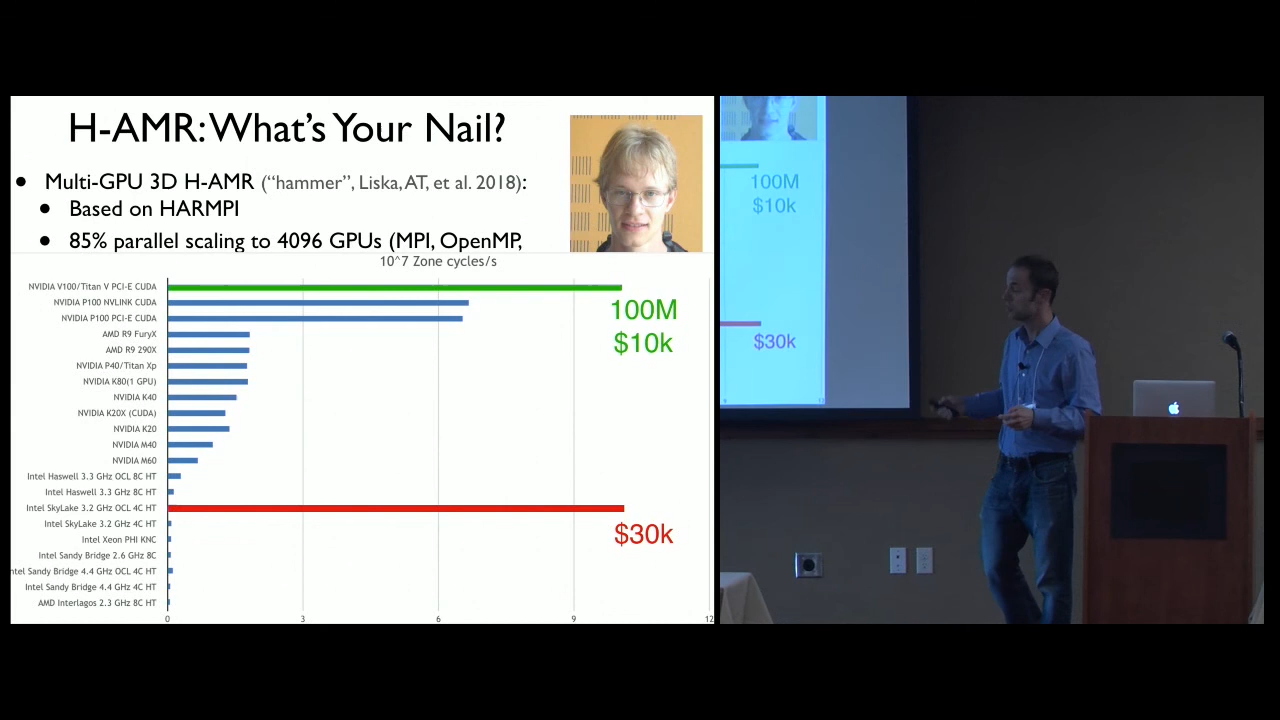 H-AMR: What's Your Nail?
● Multi-GPU 3D H-AMR ("hammer", Liska, AT, et al. 2018):
● Based on HARMPI
● 85% parallel scaling to 4096 GPUs (MPI, OpenMP,
10^7 Zone cycles/s
NVIDIA V100/Titan V PCI-E CUDA
NVIDIA P100 NVLINK CUDA
NVIDIA P100 PCI-E CUDA
AMD R9 FuryX
AMD R9 290X
NVIDIA P40/Titan Xp
NVIDIA K80(1 GPU)
NVIDIA K40
NVIDIA K20X (CUDA)
NVIDIA K20
NVIDIA M40
NVIDIA M60
Intel Haswell 3.3 GHz OCL 8C HT
Intel Haswell 3.3 GHz 8C HT
Intel SkyLake 3.2 GHz OCL 4C HT
Intel SkyLake 3.2 GHz 4C HT
Intel Xeon PHI KNC
Intel Sandy Bridge 2.6 GHz 8C
ntel Sandy Bridge 4.4 GHz OCL 4C HT
Intel Sandy Bridge 4.4 GHz 4C HT
AMD Interlagos 2.3 GHz 8C HT
100M
$10k
$30k
0 3 6 9 12
100M
$10k
$30k